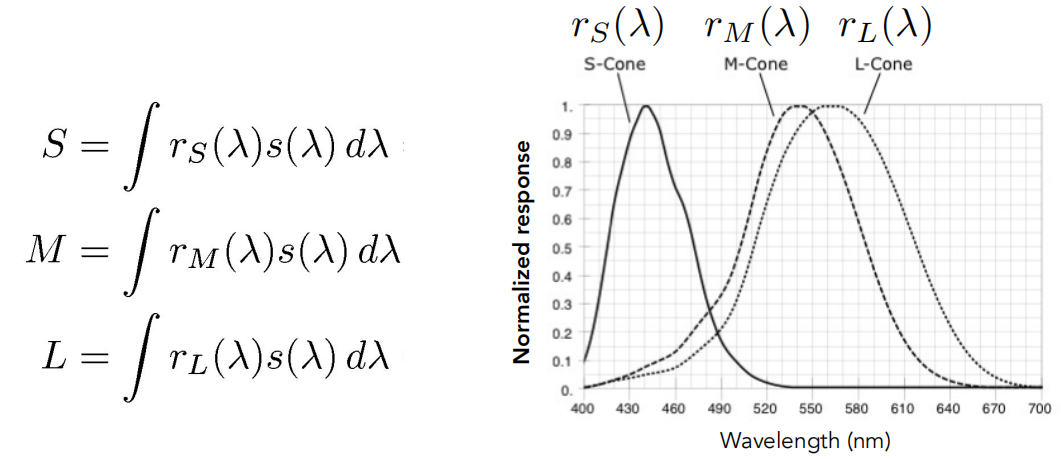 S = ∫ r_S(λ)s(λ) dλ
M = ∫ r_M(λ)s(λ) dλ
L = ∫ r_L(λ)s(λ) dλ
r_S(λ) r_M(λ) r_L(λ)
S-Cone M-Cone L-Cone
Normalized response
1.
0.9
0.8
0.7
0.6
0.5
0.4
0.3
0.2
0.1
0.
400 430 460 490 520 550 580 610 640 670 700
Wavelength (nm)